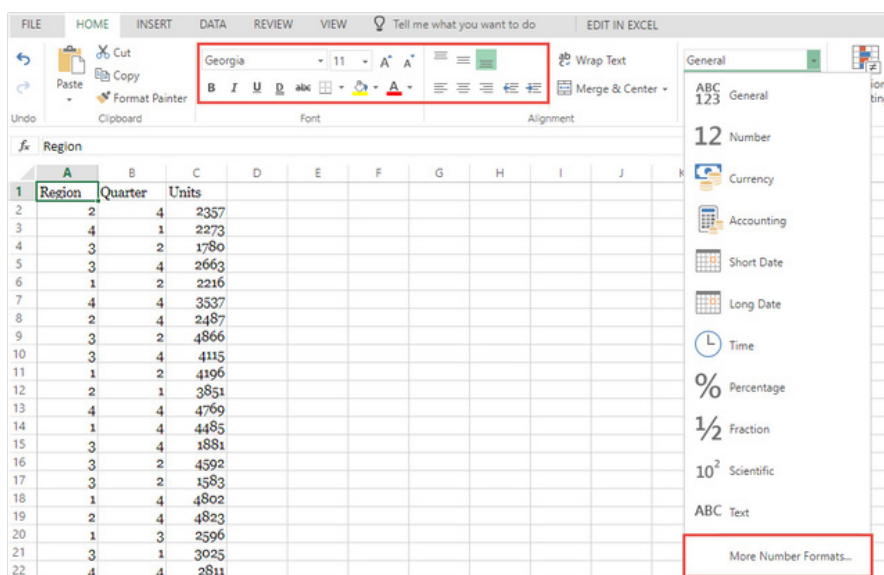 FILE HOME INSERT DATA REVIEW VIEW Tell me what you want to do EDIT IN EXCEL
Cut
Copy
Format Painter
Paste
Georgia 11 A A
B I U D abc A
ab Wrap Text
Merge & Center
General
Undo Clipboard Font Alignment
fx Region
A B C D E F G H I J K
1 Region Quarter Units
2 2 4 2357
3 4 1 2273
4 3 2 1780
5 3 4 2663
6 1 2 2216
7 4 4 3537
8 2 4 2487
9 3 2 4866
10 3 4 4115
11 1 2 4196
12 2 1 3851
13 4 4 4769
14 1 4 4485
15 3 4 1881
16 3 2 4592
17 3 2 1583
18 1 4 4802
19 2 4 4823
20 1 3 2596
21 3 1 3025
22 4 4 2811
ABC 123 General
12 Number
Currency
Accounting
Short Date
Long Date
Time
% Percentage
1/2 Fraction
10² Scientific
ABC Text
More Number Formats...